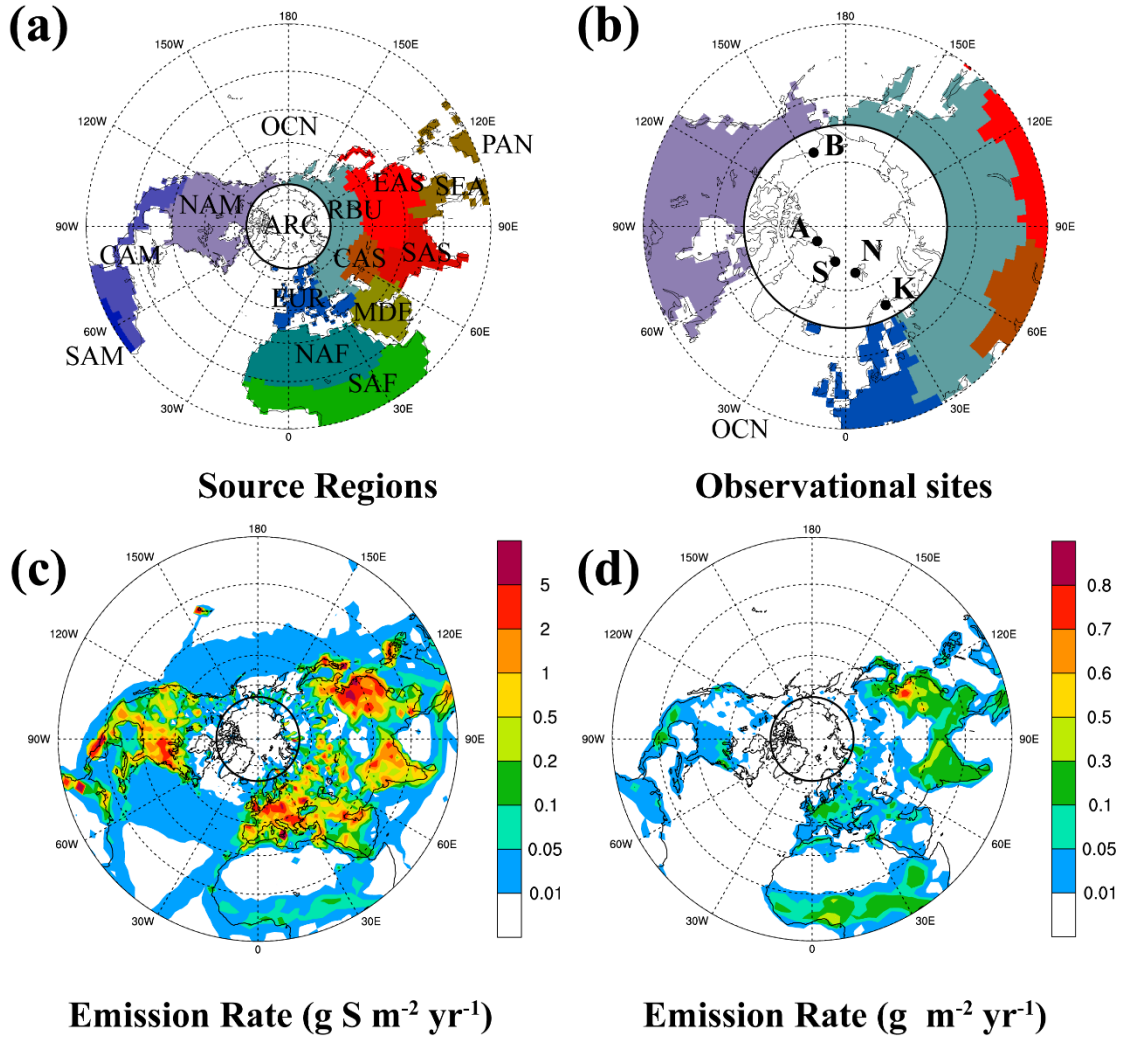 (a)
180
150W
150E
120W
120E
OCN
PAN
NAM
ARC
RBU
EAS
SEA
90W
90E
CAM
CAS
SAS
EUR
MDE
60W
60E
SAM
NAF
SAF
30W
30E
0
Source Regions
(b)
180
150E
120W
120E
B
90W
90E
A
S
N
K
60W
60E
30W
30E
OCN
0
Observational sites
(c)
180
150W
150E
120W
120E
90W
90E
60W
60E
30W
30E
0
5
2
1
0.5
0.2
0.1
0.05
0.01
Emission Rate (g S m⁻² yr⁻¹)
(d)
180
150W
150E
120W
120E
90W
90E
60W
60E
30W
30E
0
0.8
0.7
0.6
0.5
0.3
0.1
0.05
0.01
Emission Rate (g m⁻² yr⁻¹)